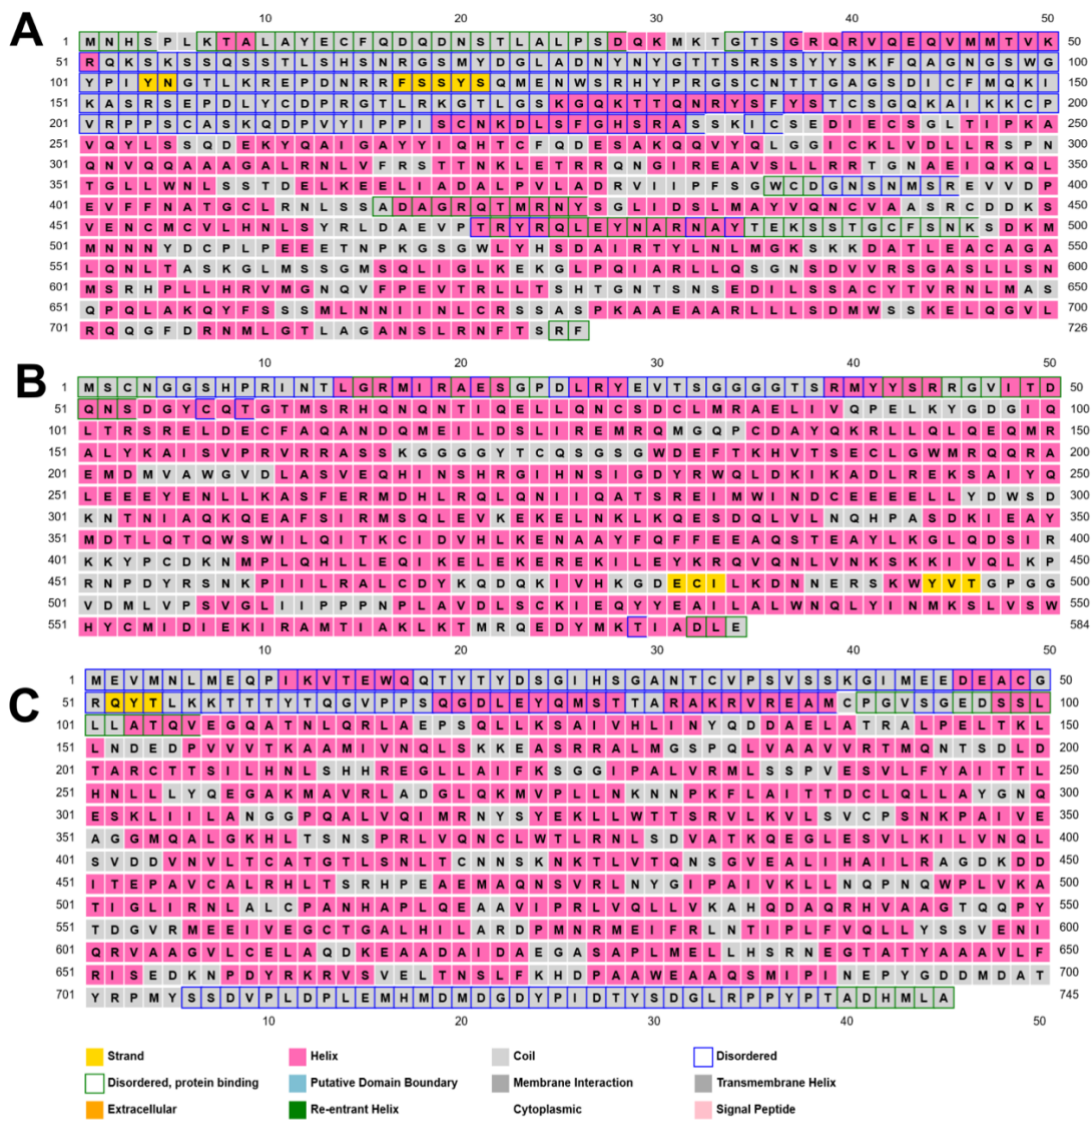 A
10 20 30 40 50
1 M N H S P L K T A L A Y E C F Q D Q D N S T L A L P S D Q K M K T G T S G R Q R V Q E Q V M M T V K 50
51 R Q K S K S S Q S S T L S H S N R G S M Y D G L A D N Y N Y G T T S R S S Y Y S K F Q A G N G S W G 100
101 Y P I Y N G T L K R E P D N R R F S S Y S Q M E N W S R H Y P R G S C N T T G A G S D I C F M Q K I 150
151 K A S R S E P D L Y C D P R G T L R K G T L G S K G Q K T T Q N R Y S F Y S T C S G Q K A I K K C P 200
201 V R P P S C A S K Q D P V Y I P P I S C N K D L S F G H S R A S S K I C S E D I E C S G L T I P K A 250
251 V Q Y L S S Q D E K Y Q A I G A Y Y I Q H T C F Q D E S A K Q Q V Y Q L G G I C K L V D L L R S P N 300
301 Q N V Q Q A A A G A L R N L V F R S T T N K L E T R R Q N G I R E A V S L L R R T G N A E I Q K Q L 350
351 T G L L W N L S S T D E L K E E L I A D A L P V L A D R V I I P F S G W C D G N S N M S R E V V D P 400
401 E V F F N A T G C L R N L S S A D A G R Q T M R N Y S G L I D S L M A Y V Q N C V A A S R C D D K S 450
451 V E N C M C V L H N L S Y R L D A E V P T R Y R Q L E Y N A R N A Y T E K S S T G C F S N K S D K M 500
501 M N N N Y D C P L P E E E T N P K G S G W L Y H S D A I R T Y L N L M G K S K K D A T L E A C A G A 550
551 L Q N L T A S K G L M S S G M S Q L I G L K E K G L P Q I A R L L Q S G N S D V V R S G A S L L S N 600
601 M S R H P L L H R V M G N Q V F P E V T R L L T S H T G N T S N S E D I L S S A C Y T V R N L M A S 650
651 Q P Q L A K Q Y F S S S M L N N I I N L C R S S A S P K A A E A A R L L L S D M W S S K E L Q G V L 700
701 R Q Q G F D R N M L G T L A G A N S L R N F T S R F 726
B
10 20 30 40 50
1 M S C N G G S H P R I N T L G R M I R A E S G P D L R Y E V T S G G G G T S R M Y Y S R R G V I T D 50
51 Q N S D G Y C Q T G T M S R H Q N Q N T I Q E L L Q N C S D C L M R A E L I V Q P E L K Y G D G I Q 100
101 L T R S R E L D E C F A Q A N D Q M E I L D S L I R E M R Q M G Q P C D A Y Q K R L L Q L Q E Q M R 150
151 A L Y K A I S V P R V R R A S S K G G G G Y T C Q S G S G W D E F T K H V T S E C L G W M R Q Q R A 200
201 E M D M V A W G V D L A S V E Q H I N S H R G I H N S I G D Y R W Q L D K I K A D L R E K S A I Y Q 250
251 L E E E Y E N L L K A S F E R M D H L R Q L Q N I I Q A T S R E I M W I N D C E E E E L L Y D W S D 300
301 K N T N I A Q K Q E A F S I R M S Q L E V K E K E L N K L K Q E S D Q L V L N Q H P A S D K I E A Y 350
351 M D T L Q T Q W S W I L Q I T K C I D V H L K E N A A Y F Q F F E E A Q S T E A Y L K G L Q D S I R 400
401 K K Y P C D K N M P L Q H L L E Q I K E L E K E R E K I L E Y K R Q V Q N L V N K S K K I V Q L K P 450
451 R N P D Y R S N K P I I L R A L C D Y K Q D Q K I V H K G D E C I L K D N N E R S K W Y V T G P G G 500
501 V D M L V P S V G L I I P P P N P L A V D L S C K I E Q Y Y E A I L A L W N Q L Y I N M K S L V S W 550
551 H Y C M I D I E K I R A M T I A K L K T M R Q E D Y M K T I A D L E 584
C
10 20 30 40 50
1 M E V M N L M E Q P I K V T E W Q Q T Y T Y D S G I H S G A N T C V P S V S S K G I M E E D E A C G 50
51 R Q Y T L K K T T T Y T Q G V P P S Q G D L E Y Q M S T T A R A K R V R E A M C P G V S G E D S S L 100
101 L L A T Q V E G Q A T N L Q R L A E P S Q L L K S A I V H L I N Y Q D D A E L A T R A L P E L T K L 150
151 L N D E D P V V V T K A A M I V N Q L S K K E A S R R A L M G S P Q L V A A V V R T M Q N T S D L D 200
201 T A R C T T S I L H N L S H H R E G L L A I F K S G G I P A L V R M L S S P V E S V L F Y A I T T L 250
251 H N L L L Y Q E G A K M A V R L A D G L Q K M V P L L N K N N P K F L A I T T D C L Q L L A Y G N Q 300
301 E S K L I I L A N G G P Q A L V Q I M R N Y S Y E K L L W T T S R V L K V L S V C P S N K P A I V E 350
351 A G G M Q A L G K H L T S N S P R L V Q N C L W T L R N L S D V A T K Q E G L E S V L K I L V N Q L 400
401 S V D D V N V L T C A T G T L S N L T C N N S K N K T L V T Q N S G V E A L I H A I L R A G D K D D 450
451 I T E P A V C A L R H L T S R H P E A E M A Q N S V R L N Y G I P A I V K L L N Q P N Q W P L V K A 500
501 T I G L I R N L A L C P A N H A P L Q E A A V I P R L V Q L L V K A H Q D A Q R H V A A G T Q Q P Y 550
551 T D G V R M E E I V E G C T G A L H I L A R D P M N R M E I F R L N T I P L F V Q L L Y S S V E N I 600
601 Q R V A A G V L C E L A Q D K E A A D A I D A E G A S A P L M E L L H S R N E G T A T Y A A A V L F 650
651 R I S E D K N P D Y R K R V S V E L T N S L F K H D P A A W E A A Q S M I P I N E P Y G D D M D A T 700
701 Y R P M Y S S D V P L D P L E M H M D M D G D Y P I D T Y S D G L R P P Y P T A D H M L A 745
10 20 30 40 50
Strand Helix Coil Disordered
Disordered, protein binding Putative Domain Boundary Membrane Interaction Transmembrane Helix
Extracellular Re-entrant Helix Cytoplasmic Signal Peptide